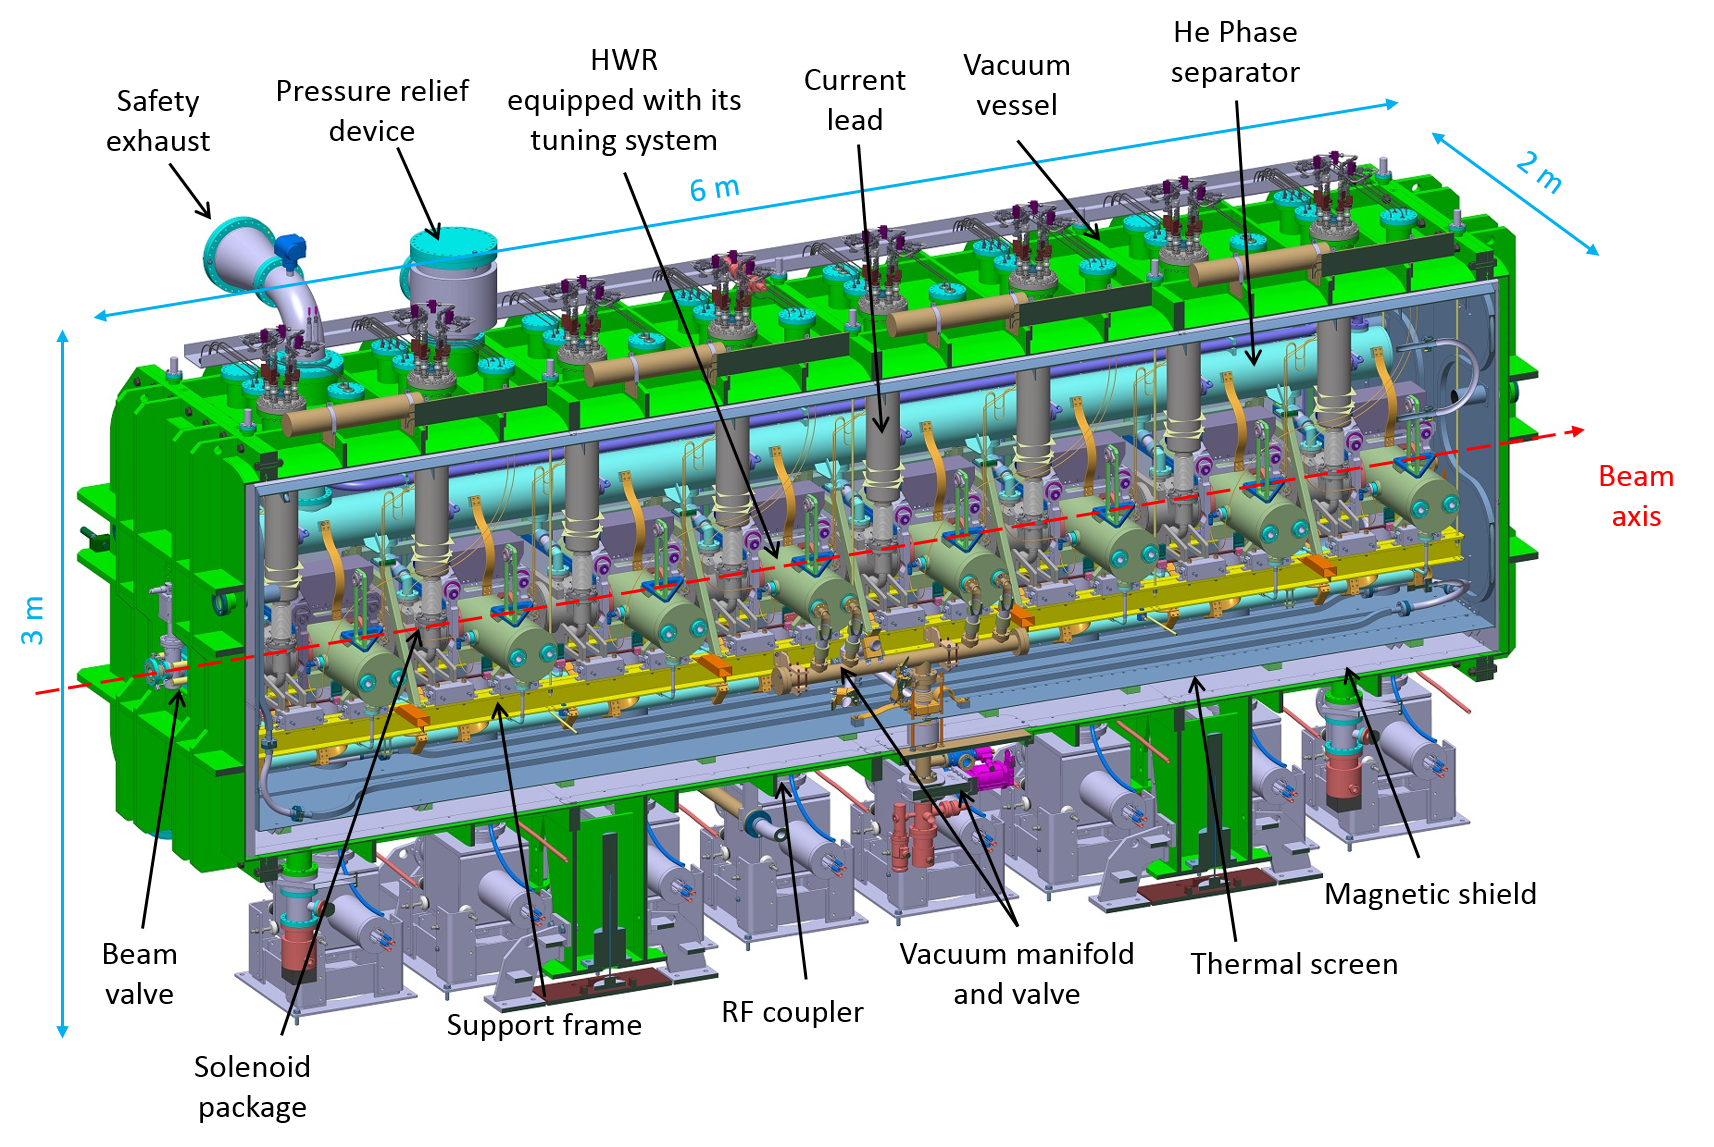 He Phase
separator
HWR
equipped with its
tuning system
Vacuum
vessel
Current
lead
Pressure relief
device
Safety
exhaust
6 m
2 m
3 m
Beam
axis
Magnetic shield
Thermal screen
Vacuum manifold
and valve
RF coupler
Support frame
Beam
valve
Solenoid
package